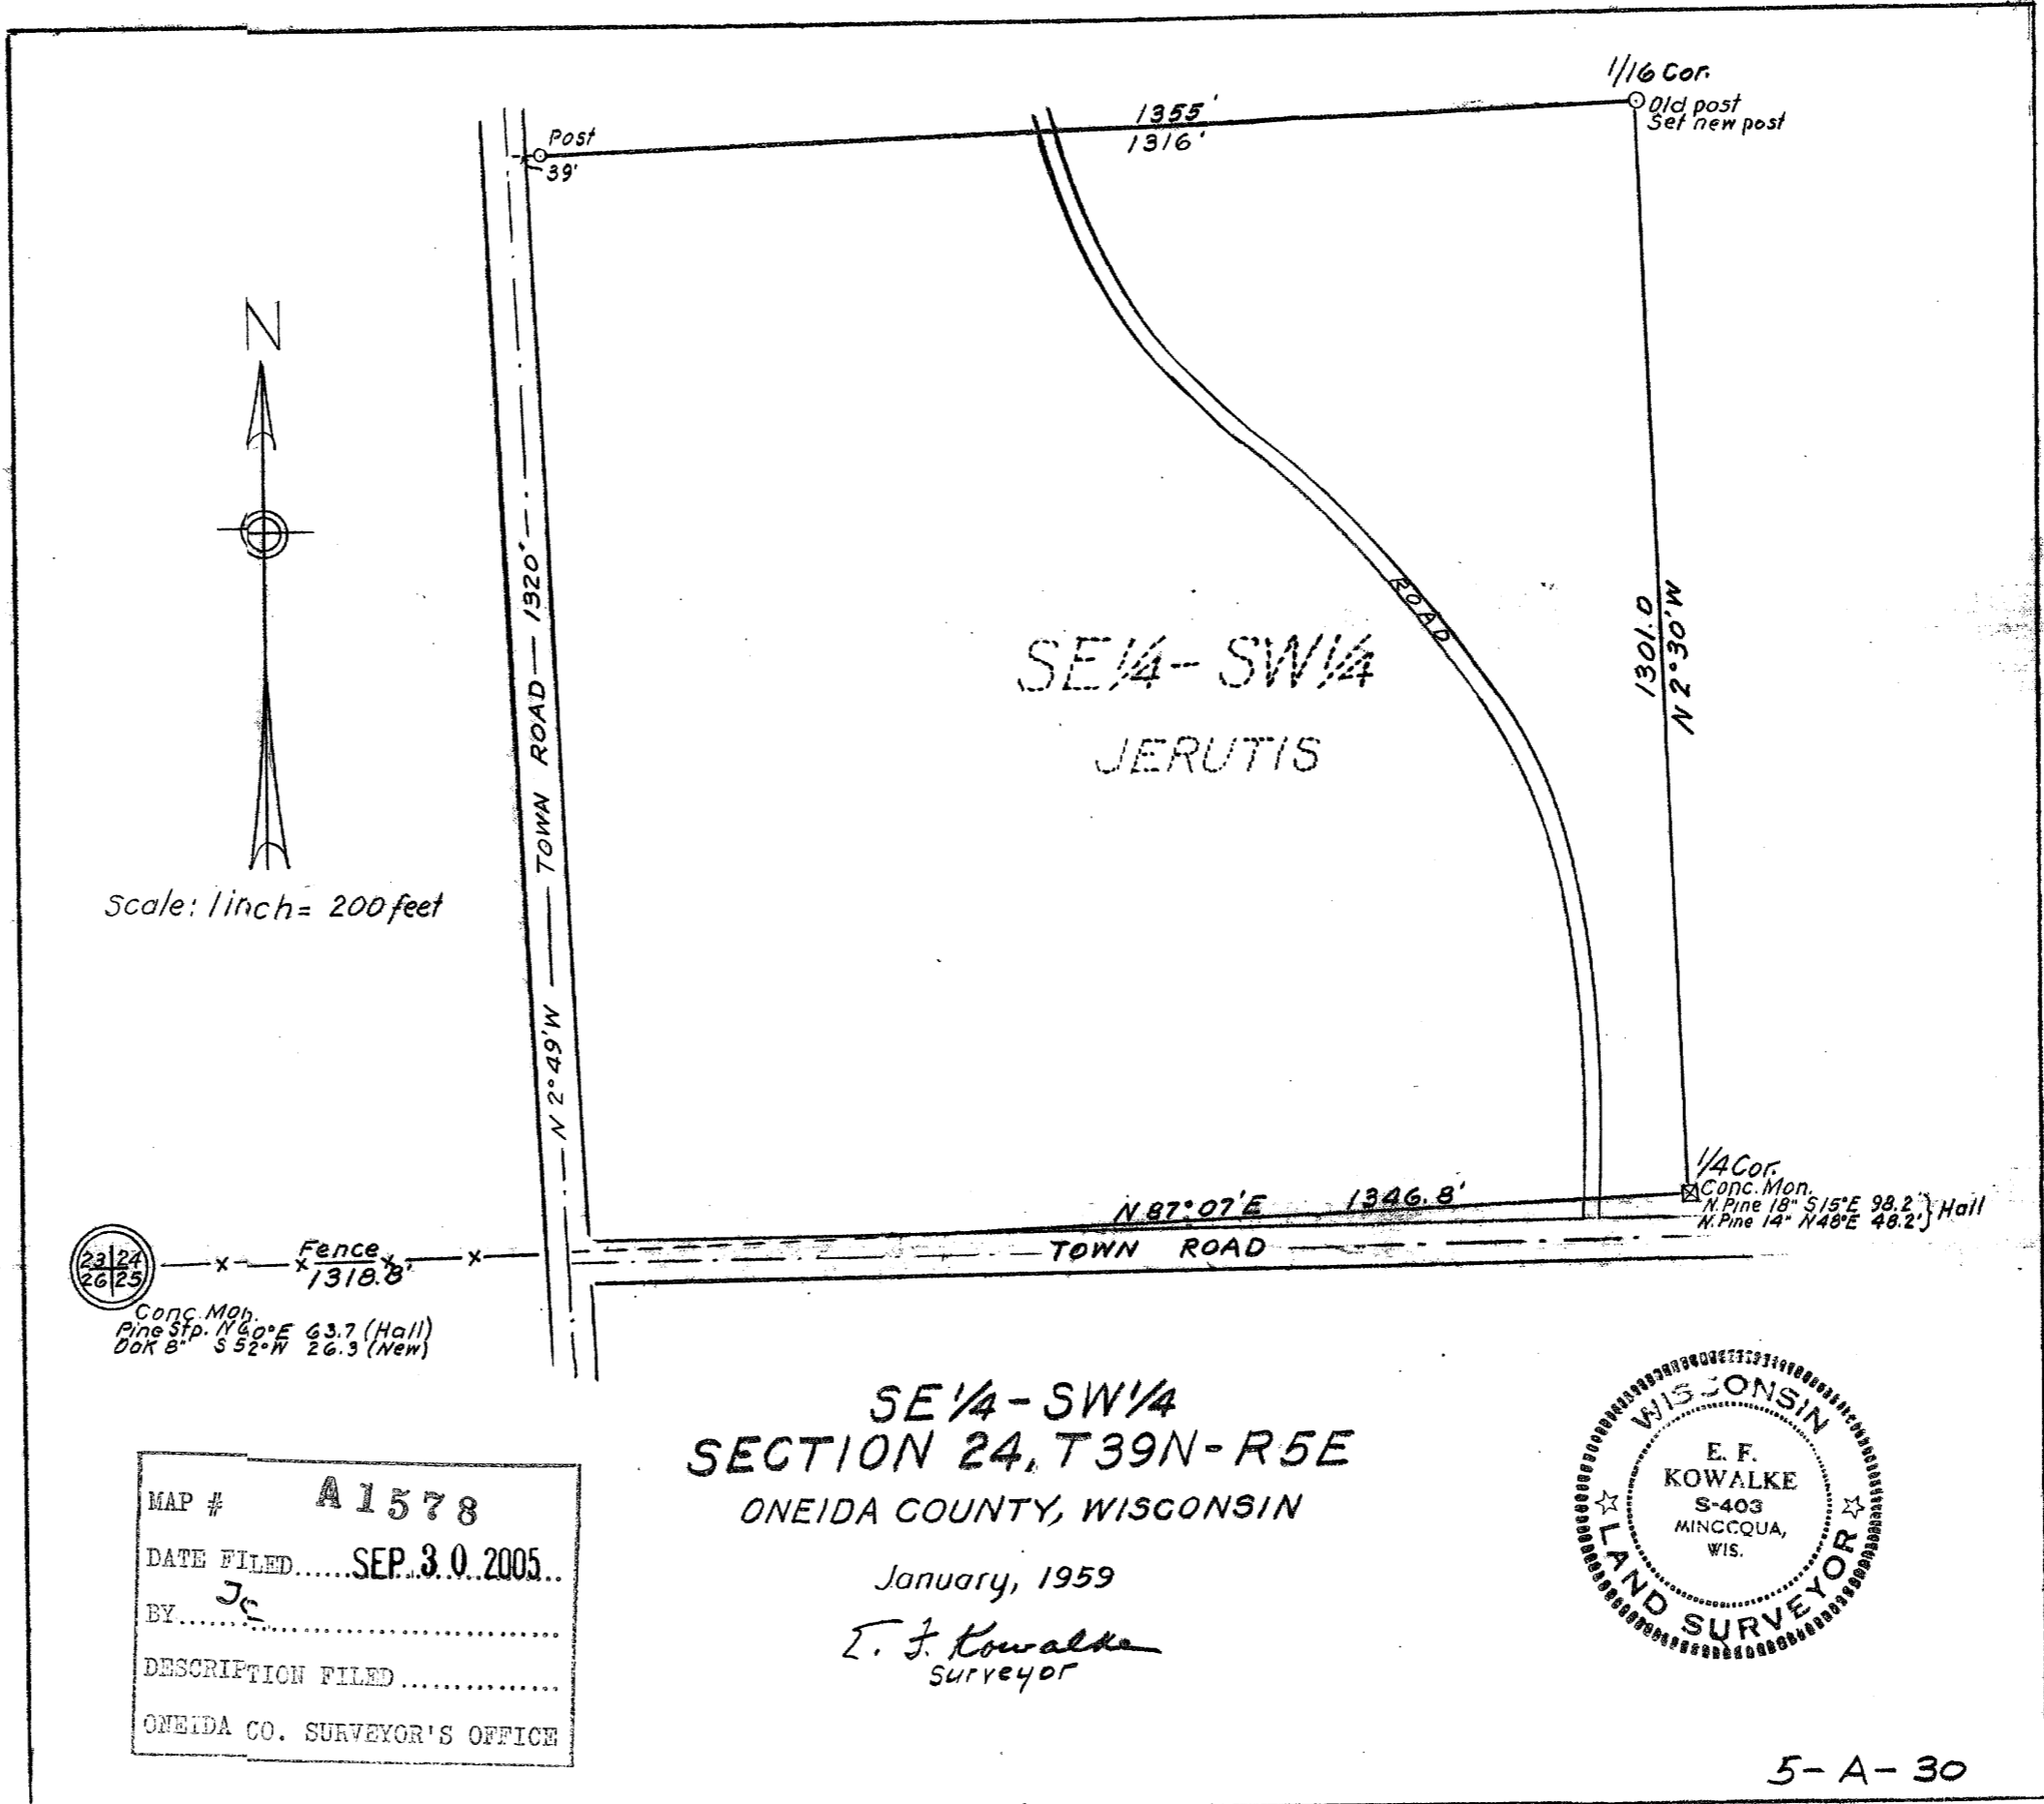 1/16 Cor.
Old post
Set new post
1355'
1316'
Post
39'
N
Scale: 1 inch = 200 feet
N 2°49'W — TOWN ROAD — 1320'
ROAD
SE1/4 - SW1/4
JERUTIS
1301.0
N 2°30'W
1/4 Cor.
Conc. Mon.
N. Pine 18" S15°E 98.2'} Hall
N. Pine 14" N48°E 48.2'
N 87°07'E 1346.8'
TOWN ROAD
23 24
26 25
Fence
1318.8'
Conc. Mon.
Pine Stp. N60°E 63.7 (Hall)
Oak 8" S52°W 26.3 (New)
SE1/4 - SW1/4
SECTION 24, T39N - R5E
ONEIDA COUNTY, WISCONSIN
January, 1959
E. F. Kowalke
Surveyor
MAP # A1578
DATE FILED......SEP. 30. 2005..
BY....
DESCRIPTION FILED...............
ONEIDA CO. SURVEYOR'S OFFICE
WISCONSIN
E. F.
KOWALKE
S-403
MINOCQUA,
WIS.
LAND SURVEYOR
5-A-30